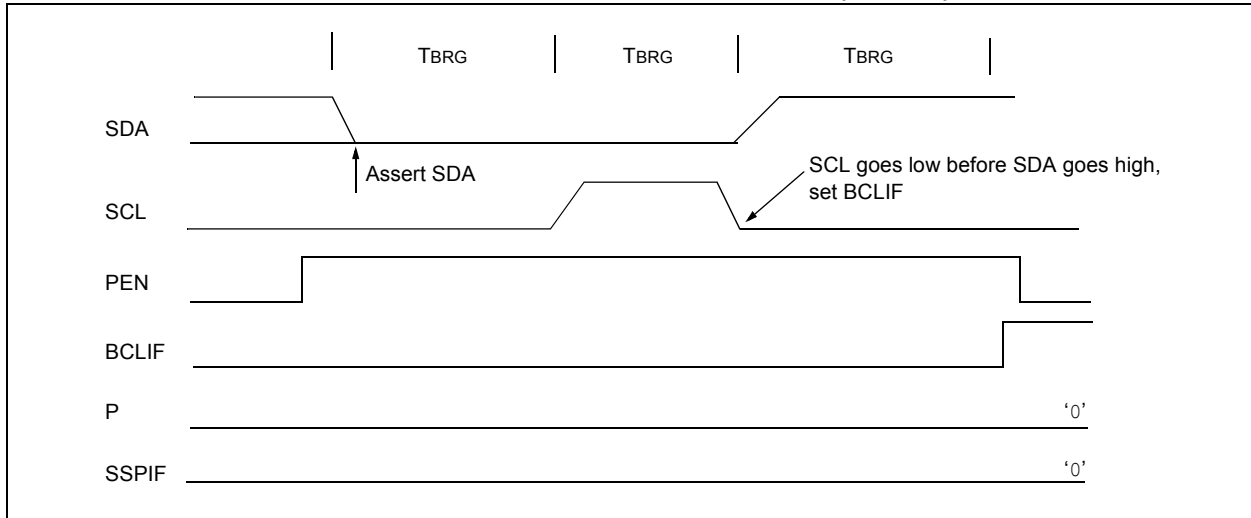 TBRG TBRG TBRG
SDA
Assert SDA
SCL goes low before SDA goes high,
set BCLIF
SCL
PEN
BCLIF
P '0'
SSPIF '0'